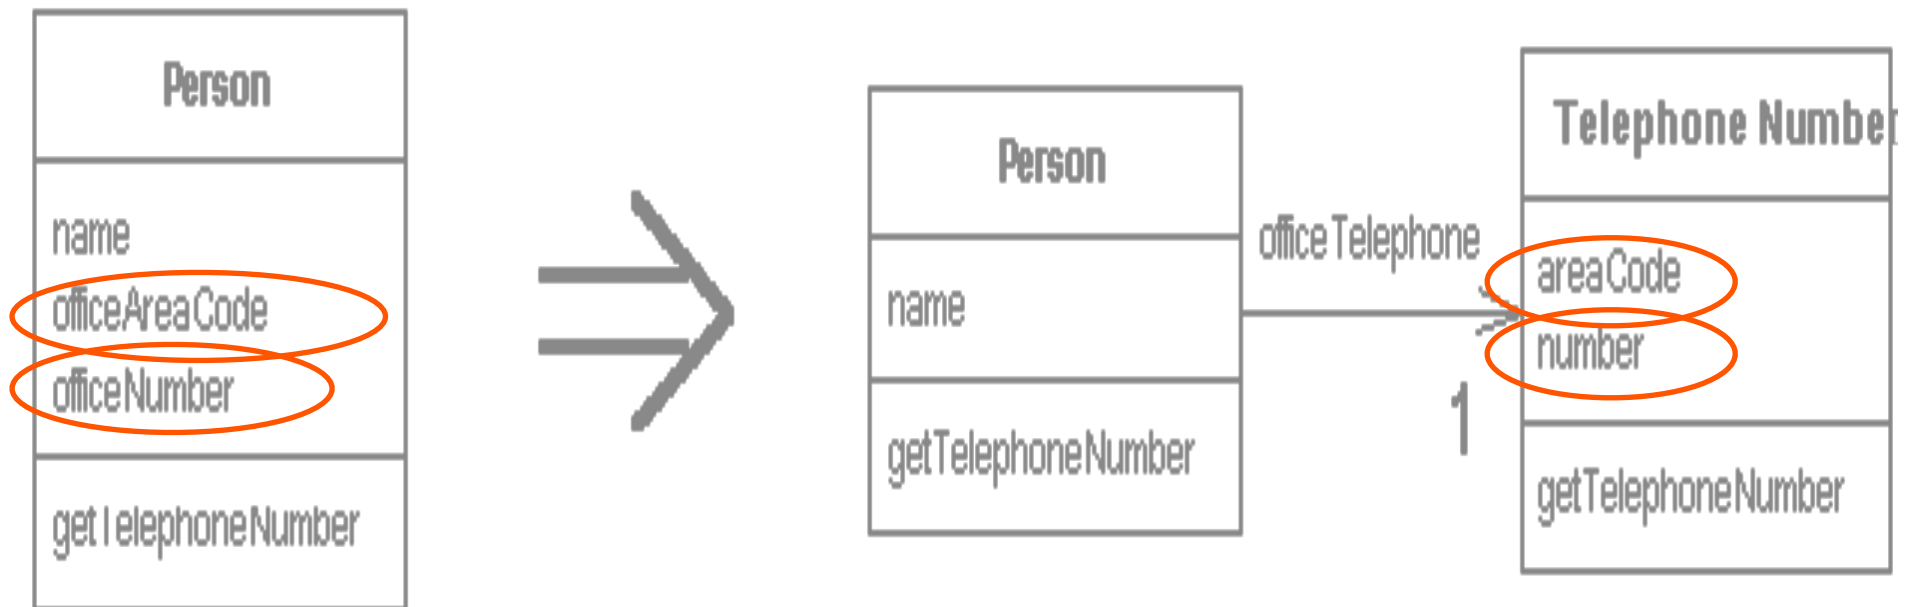 Person
name
officeAreaCode
officeNumber
getTelephoneNumber
Person
name
getTelephoneNumber
officeTelephone
1
Telephone Number
areaCode
number
getTelephoneNumber